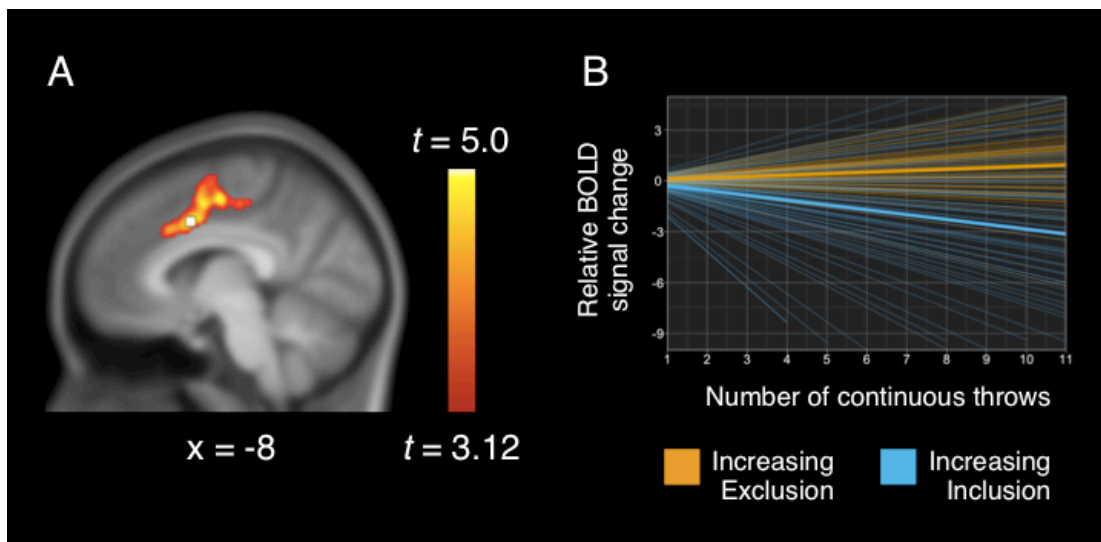 A
t = 5.0
x = -8
t = 3.12
B
Relative BOLD
signal change
3
0
-3
-6
-9
1 2 3 4 5 6 7 8 9 10 11
Number of continuous throws
Increasing
Exclusion
Increasing
Inclusion